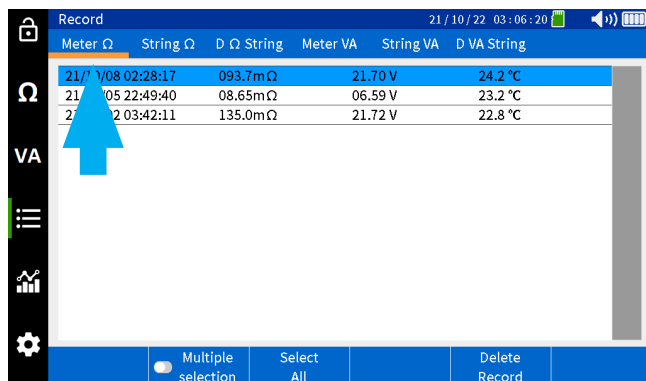 Record 21/10/22 03:06:20
Meter Ω String Ω D Ω String Meter VA String VA D VA String
02:28:17 093.7mΩ 21.70 V 24.2 ℃
Ω 22:49:40 08.65mΩ 06.59 V 23.2 ℃
03:42:11 135.0mΩ 21.72 V 22.8 ℃
VA
Multiple selection
Select All
Delete Record